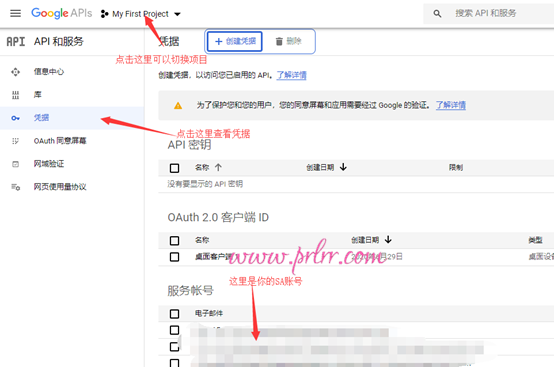 Google APIs My First Project 搜索 API 和服务
API API 和服务 凭据 创建凭据 删除
点击这里可以切换项目
信息中心 创建凭据，以访问您已启用的 API。了解详情
库
为了保护您和您的用户，您的同意屏幕和应用需要经过 Google 的验证。 了解详情
凭据
点击这里查看凭据
OAuth 同意屏幕
API 密钥
网域验证
名称 创建日期 限制
网页使用量协议
没有要显示的 API 密钥
OAuth 2.0 客户端 ID
名称 创建日期 类型
桌面客户端 29日 桌面设
www.prlrr.com
这里是你的SA账号
服务帐号
电子邮件